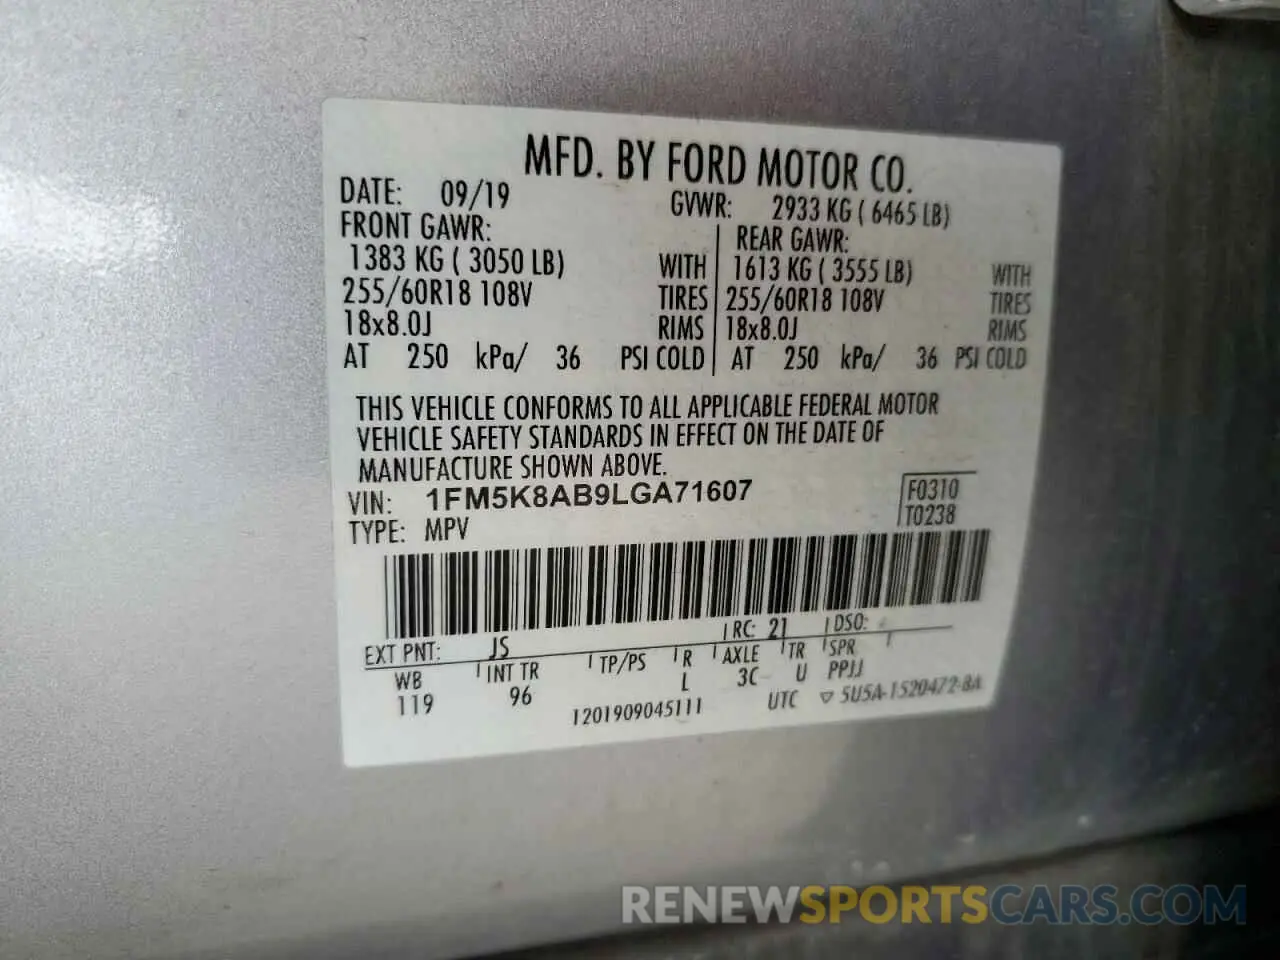 MFD. BY FORD MOTOR CO.
DATE: 09/19 GVWR: 2933 KG ( 6465 LB)
FRONT GAWR: REAR GAWR:
1383 KG ( 3050 LB) WITH 1613 KG ( 3555 LB) WITH
255/60R18 108V TIRES 255/60R18 108V TIRES
18x8.0J RIMS 18x8.0J RIMS
AT 250 kPa/ 36 PSI COLD AT 250 kPa/ 36 PSI COLD
THIS VEHICLE CONFORMS TO ALL APPLICABLE FEDERAL MOTOR
VEHICLE SAFETY STANDARDS IN EFFECT ON THE DATE OF
MANUFACTURE SHOWN ABOVE.
VIN: 1FM5K8AB9LGA71607 F0310
TYPE: MPV T0238
EXT PNT: JS RC: 21 DSO:
WB INT TR TP/PS R AXLE TR SPR
119 96 L 3C U PPJJ
1201909045111 UTC ▽ 5U5A-1520472-BA
RENEWSPORTSCARS.COM